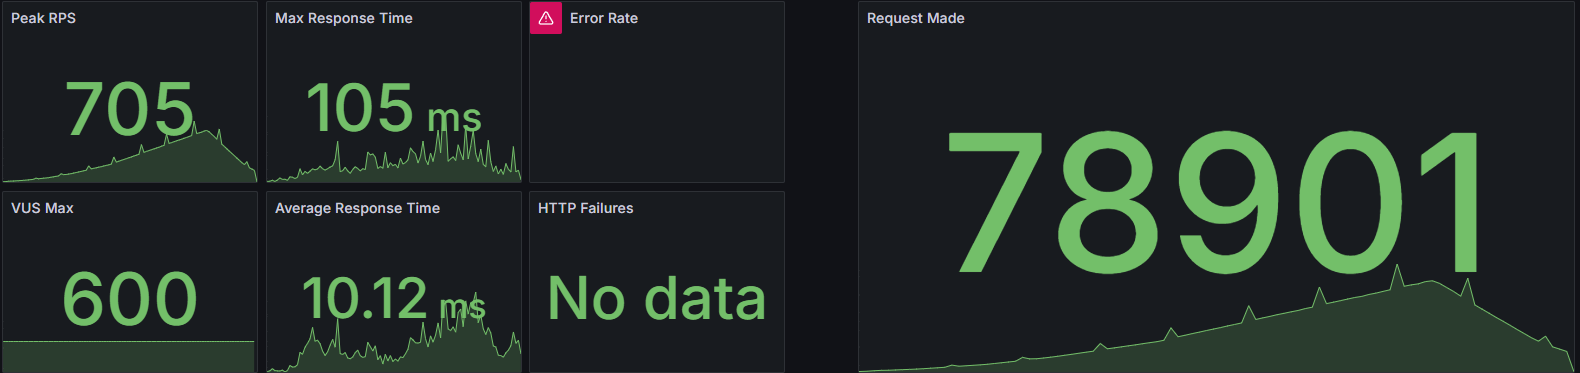 Peak RPS
705
Max Response Time
105 ms
Error Rate
Request Made
78901
VUS Max
600
Average Response Time
10.12 ms
HTTP Failures
No data